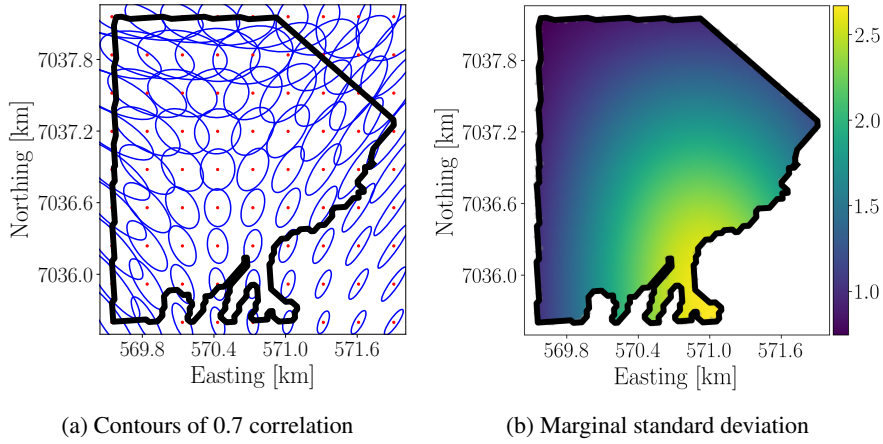 7037.8
7037.2
7036.6
7036.0
Northing [km]
569.8 570.4 571.0 571.6
Easting [km]
(a) Contours of 0.7 correlation
7037.8
7037.2
7036.6
7036.0
Nothing [km]
569.8 570.4 571.0 571.6
Easting [km]
2.5
2.0
1.5
1.0
(b) Marginal standard deviation